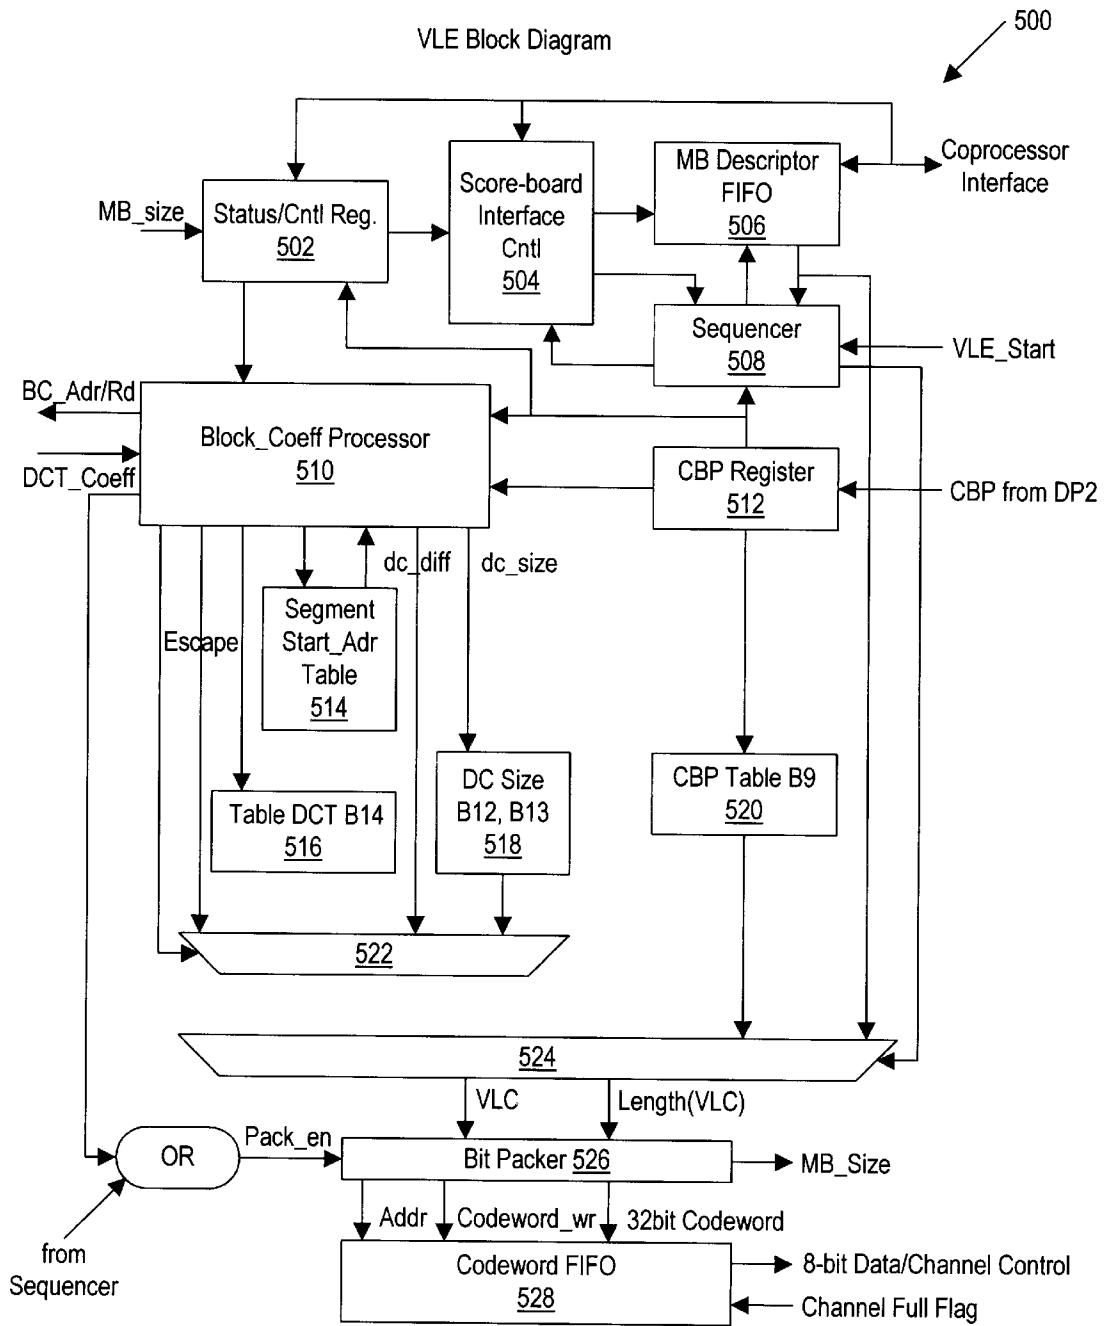 500
VLE Block Diagram
Coprocessor
Interface
MB_size
Status/Cntl Reg.
502
Score-board
Interface
Cntl
504
MB Descriptor
FIFO
506
Sequencer
508
VLE_Start
BC_Adr/Rd
DCT_Coeff
Block_Coeff Processor
510
CBP Register
512
CBP from DP2
dc_diff
dc_size
Escape
Segment
Start_Adr
Table
514
Table DCT B14
516
DC Size
B12, B13
518
CBP Table B9
520
522
524
VLC
Length(VLC)
OR
Pack_en
Bit Packer 526
MB_Size
from
Sequencer
Addr
Codeword_wr
32bit Codeword
Codeword FIFO
528
8-bit Data/Channel Control
Channel Full Flag